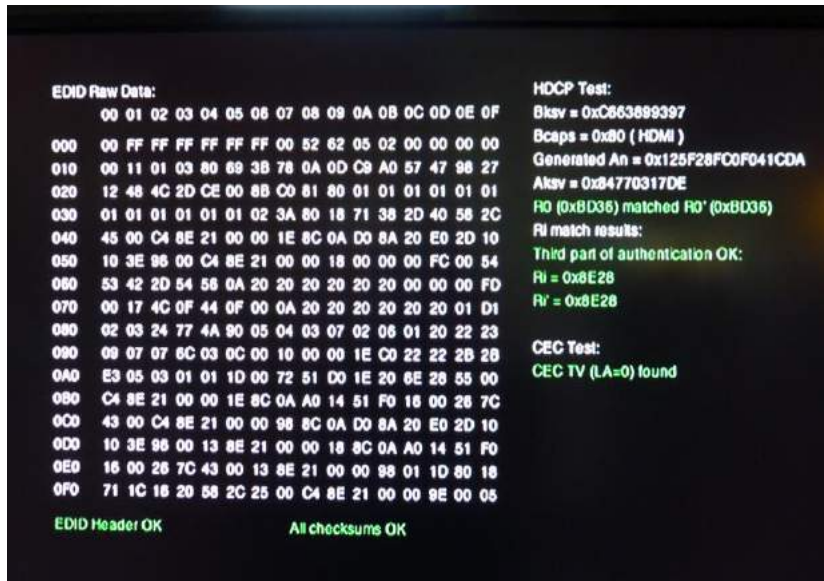 EDID Raw Data:
00 01 02 03 04 05 06 07 08 09 0A 0B 0C 0D 0E 0F
000 00 FF FF FF FF FF FF 00 52 62 05 02 00 00 00 00
010 00 11 01 03 80 69 3B 78 0A 0D C9 A0 57 47 98 27
020 12 48 4C 2D CE 00 8B C0 81 80 01 01 01 01 01 01
030 01 01 01 01 01 01 02 3A 80 18 71 38 2D 40 58 2C
040 45 00 C4 8E 21 00 00 1E 8C 0A D0 8A 20 E0 2D 10
050 10 3E 96 00 C4 8E 21 00 00 18 00 00 00 FC 00 54
060 53 42 2D 54 56 0A 20 20 20 20 20 20 00 00 00 FD
070 00 17 4C 0F 44 0F 00 0A 20 20 20 20 20 20 01 D1
080 02 03 24 77 4A 90 05 04 03 07 02 06 01 20 22 23
090 09 07 07 6C 03 0C 00 10 00 00 1E C0 22 22 2B 2B
0A0 E3 05 03 01 01 1D 00 72 51 D0 1E 20 6E 28 55 00
0B0 C4 8E 21 00 00 1E 8C 0A A0 14 51 F0 16 00 26 7C
0C0 43 00 C4 8E 21 00 00 98 8C 0A D0 8A 20 E0 2D 10
0D0 10 3E 96 00 13 8E 21 00 00 18 8C 0A A0 14 51 F0
0E0 16 00 26 7C 43 00 13 8E 21 00 00 98 01 1D 80 18
0F0 71 1C 16 20 58 2C 25 00 C4 8E 21 00 00 9E 00 05
EDID Header OK
All checksums OK
HDCP Test:
Bksv = 0xC663899397
Bcaps = 0x80 ( HDMI )
Generated An = 0x125F28FC0F041CDA
Aksv = 0x84770317DE
R0 (0xBD36) matched R0' (0xBD36)
Ri match results:
Third part of authentication OK:
Ri = 0x8E28
Ri' = 0x8E28
CEC Test:
CEC TV (LA=0) found